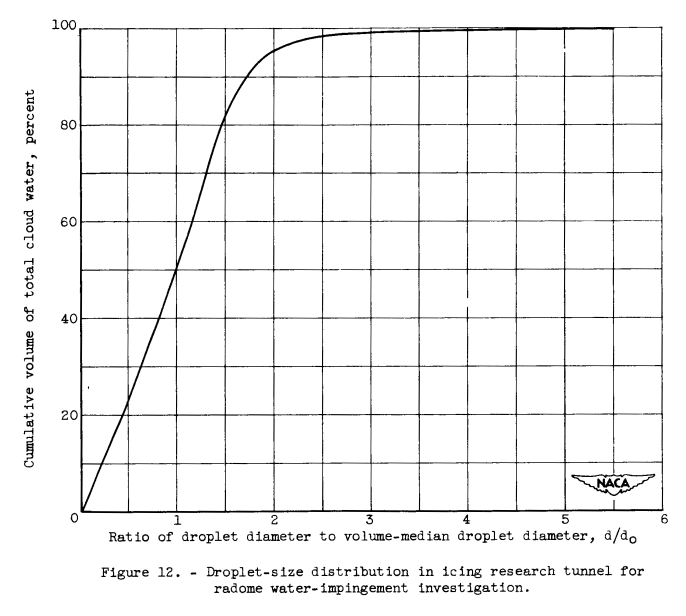 Cumulative volume of total cloud water, percent
100
80
60
40
20
0
1 2 3 4 5 6
NACA
Ratio of droplet diameter to volume-median droplet diameter, d/d₀
Figure 12. - Droplet-size distribution in icing research tunnel for
radome water-impingement investigation.